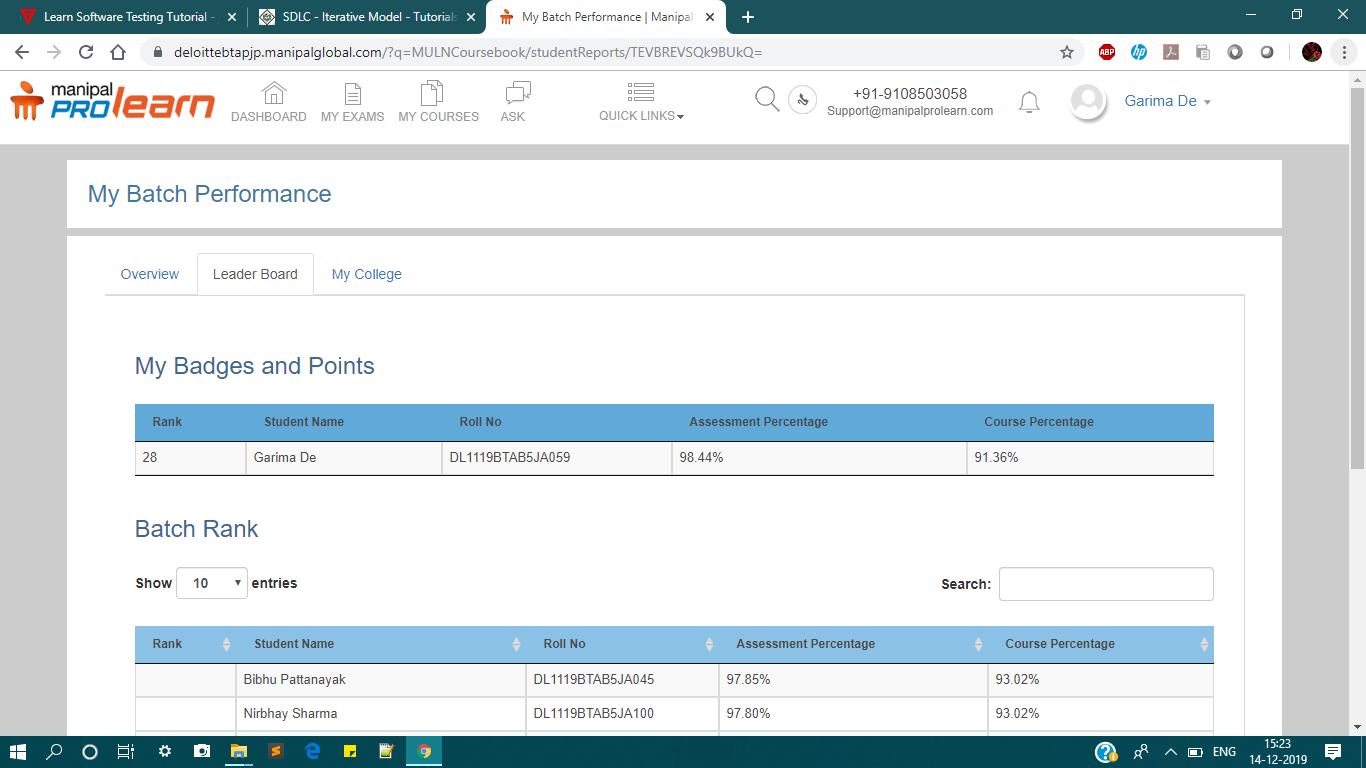 Learn Software Testing Tutorial -
SDLC - Iterative Model - Tutorials
My Batch Performance | Manipal
deloittebtapjp.manipalglobal.com/?q=MULNCoursebook/studentReports/TEVBREVSQk9BUkQ=
ABP
hp
manipal
PROlearn
DASHBOARD
MY EXAMS
MY COURSES
ASK
QUICK LINKS
+91-9108503058
Support@manipalprolearn.com
Garima De
My Batch Performance
Overview
Leader Board
My College
My Badges and Points
Rank Student Name Roll No Assessment Percentage Course Percentage
28 Garima De DL1119BTAB5JA059 98.44% 91.36%
Batch Rank
Show 10 entries
Search:
Rank Student Name Roll No Assessment Percentage Course Percentage
Bibhu Pattanayak DL1119BTAB5JA045 97.85% 93.02%
Nirbhay Sharma DL1119BTAB5JA100 97.80% 93.02%
ENG
15:23
14-12-2019